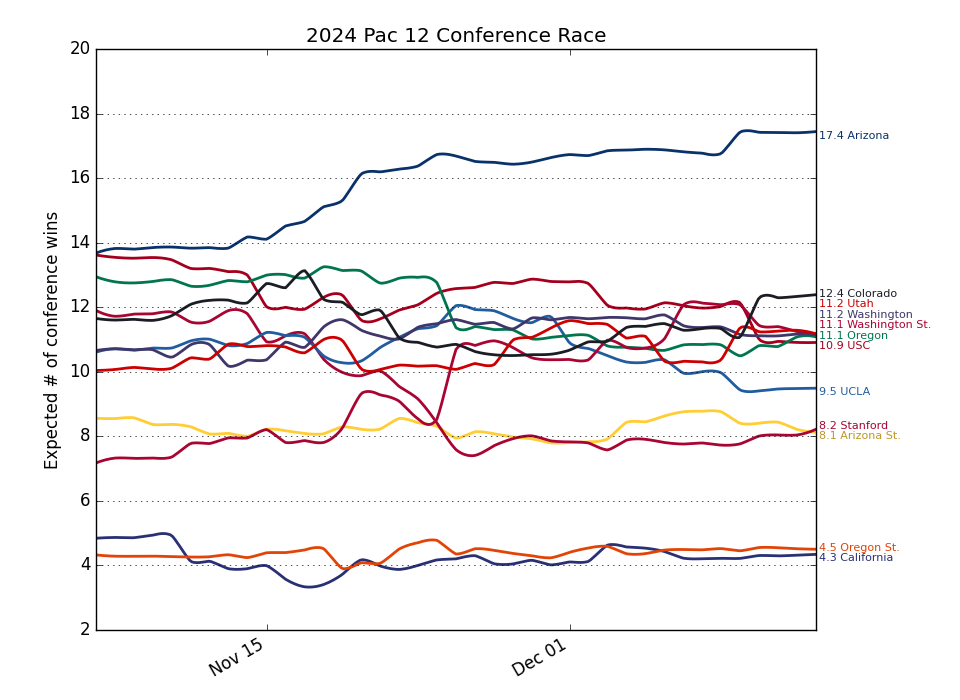 2024 Pac 12 Conference Race
Expected # of conference wins
20
18
16
14
12
10
8
6
4
2
Nov 15
Dec 01
17.4 Arizona
12.4 Colorado
11.2 Utah
11.2 Washington
11.1 Washington St.
11.1 Oregon
10.9 USC
9.5 UCLA
8.2 Stanford
8.1 Arizona St.
4.5 Oregon St.
4.3 California